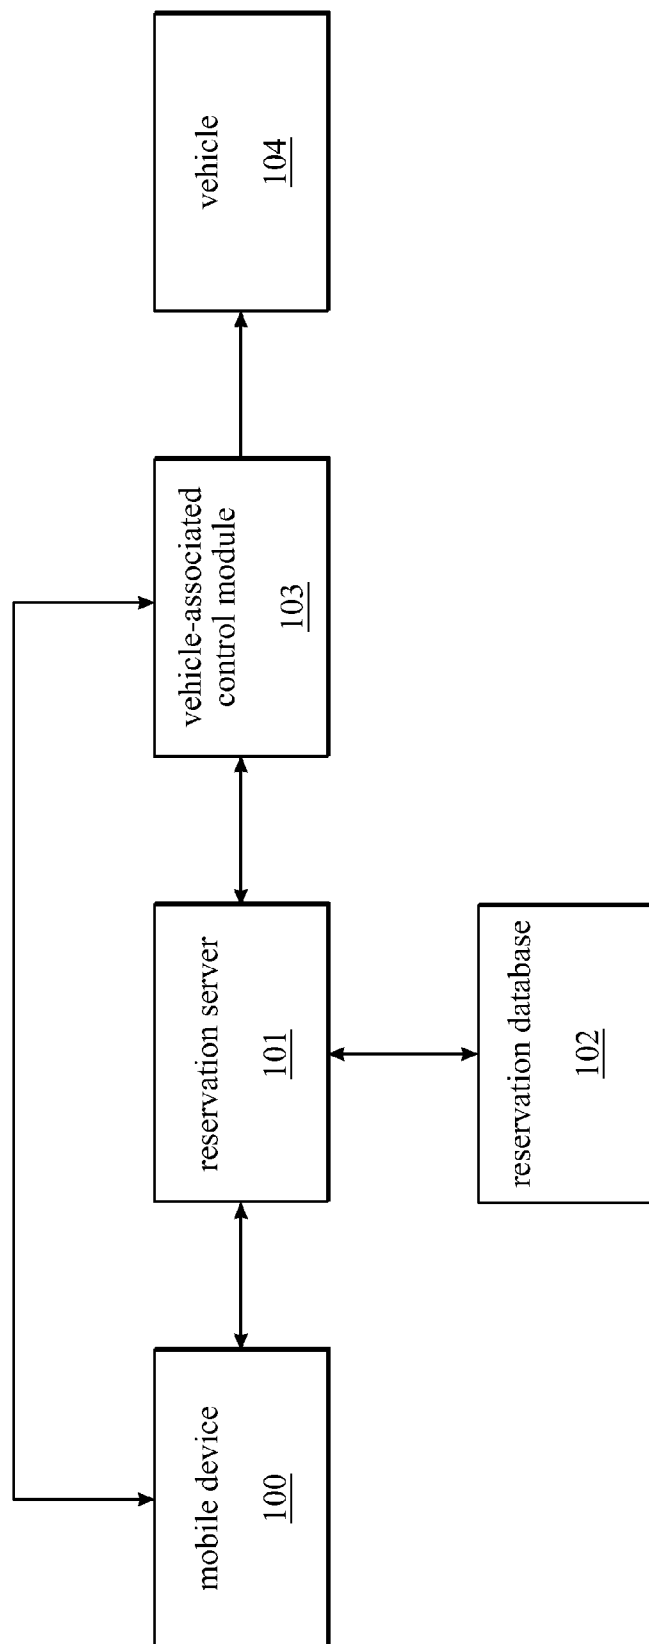 mobile device
100
reservation server
101
reservation database
102
vehicle-associated
control module
103
vehicle
104